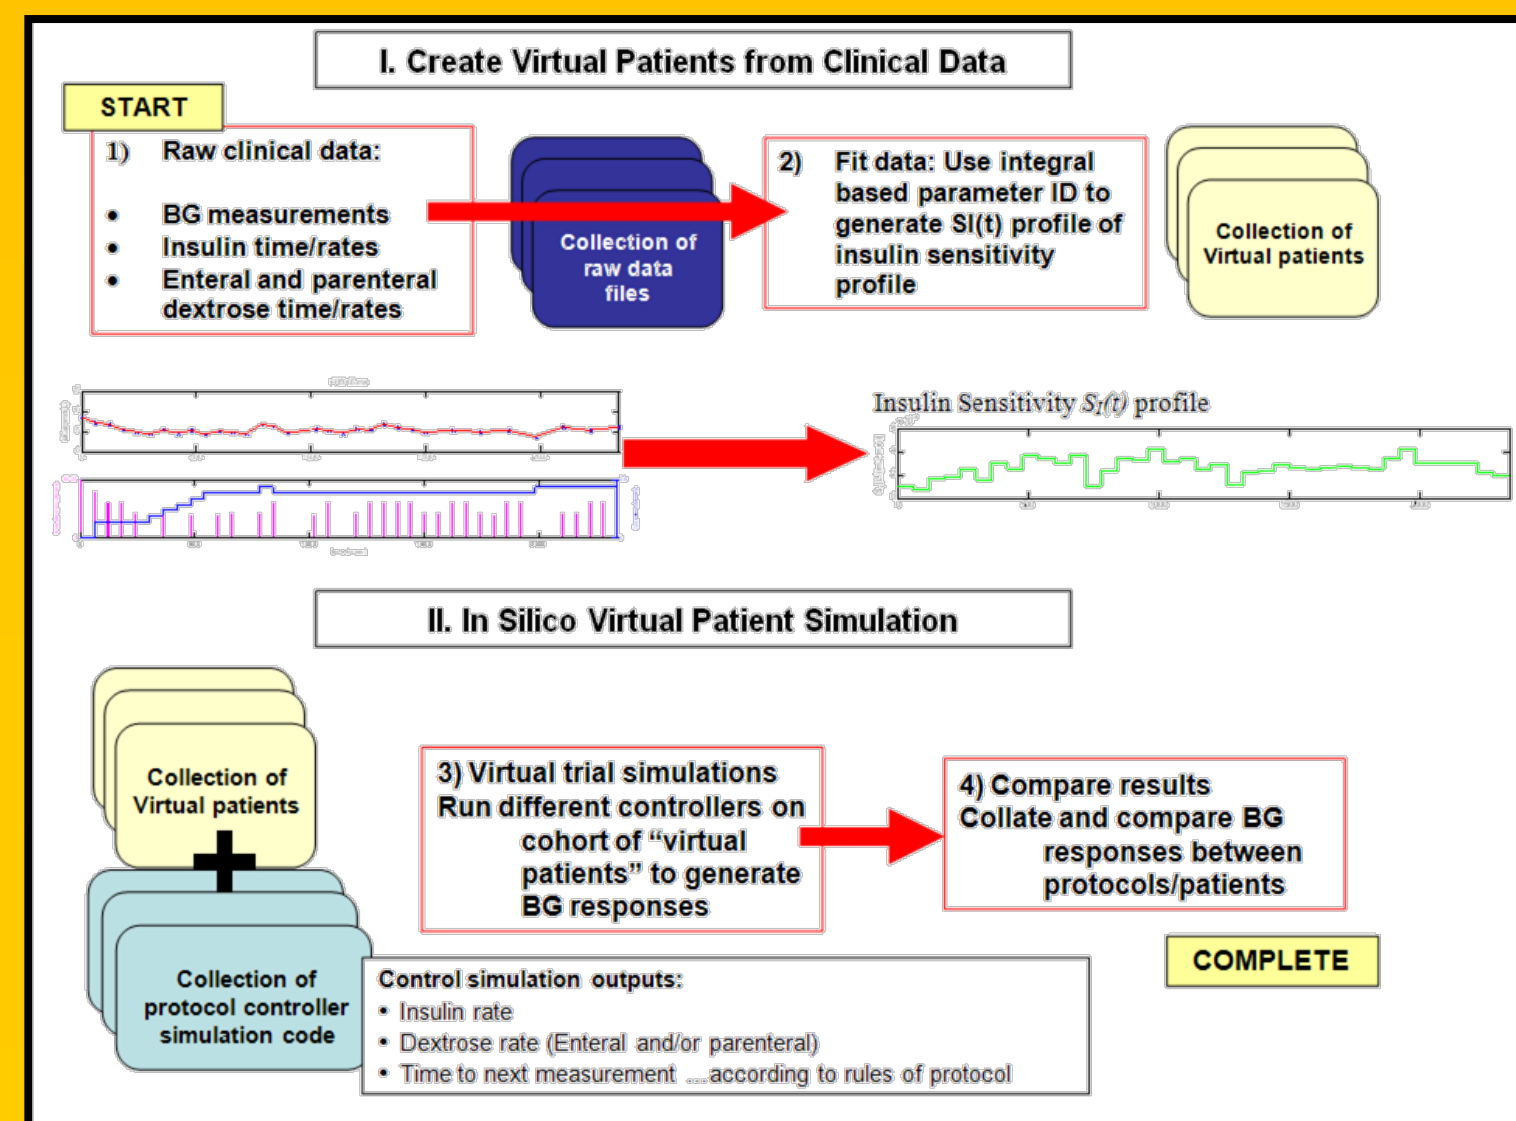 I. Create Virtual Patients from Clinical Data
START
1) Raw clinical data:
• BG measurements
• Insulin time/rates
• Enteral and parenteral
dextrose time/rates
Collection of
raw data
files
2) Fit data: Use integral
based parameter ID to
generate SI(t) profile of
insulin sensitivity
profile
Collection of
Virtual patients
Insulin Sensitivity SI(t) profile
II. In Silico Virtual Patient Simulation
Collection of
Virtual patients
Collection of
protocol controller
simulation code
3) Virtual trial simulations
Run different controllers on
cohort of “virtual
patients” to generate
BG responses
4) Compare results
Collate and compare BG
responses between
protocols/patients
COMPLETE
Control simulation outputs:
• Insulin rate
• Dextrose rate (Enteral and/or parenteral)
• Time to next measurement ....according to rules of protocol